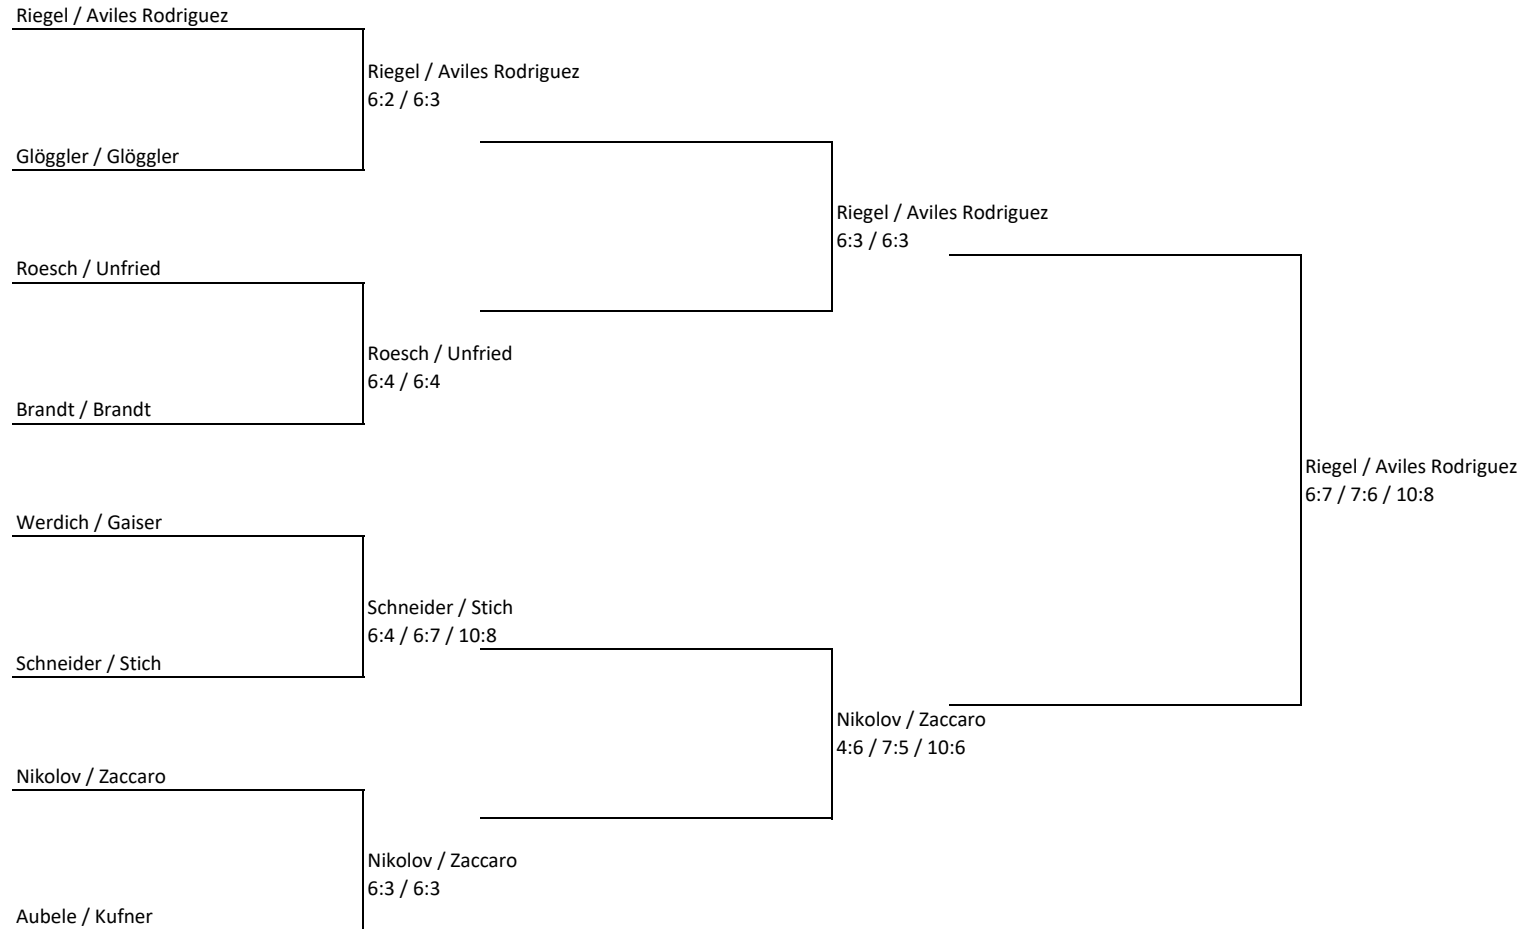 Riegel / Aviles Rodriguez
Riegel / Aviles Rodriguez
6:2 / 6:3
Glöggler / Glöggler
Riegel / Aviles Rodriguez
6:3 / 6:3
Roesch / Unfried
Roesch / Unfried
6:4 / 6:4
Brandt / Brandt
Riegel / Aviles Rodriguez
6:7 / 7:6 / 10:8
Werdich / Gaiser
Schneider / Stich
6:4 / 6:7 / 10:8
Schneider / Stich
Nikolov / Zaccaro
4:6 / 7:5 / 10:6
Nikolov / Zaccaro
Nikolov / Zaccaro
6:3 / 6:3
Aubele / Kufner